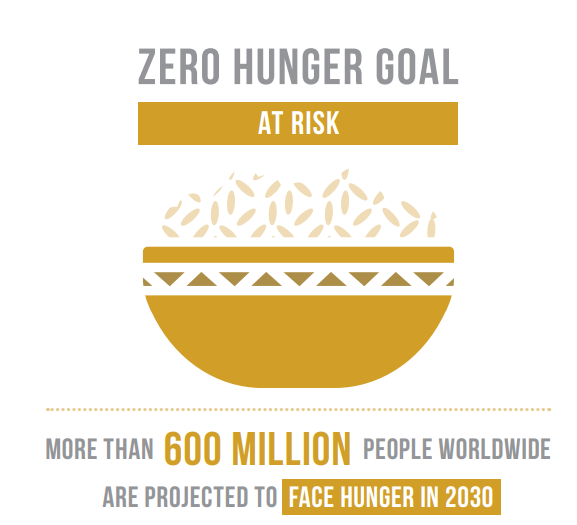 ZERO HUNGER GOAL
AT RISK
MORE THAN 600 MILLION PEOPLE WORLDWIDE
ARE PROJECTED TO FACE HUNGER IN 2030